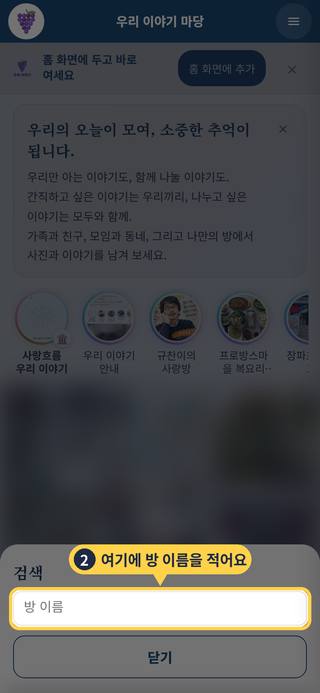 우리 이야기 마당
홈 화면에 두고 바로
여세요
홈 화면에 추가
우리의 오늘이 모여, 소중한 추억이
됩니다.
우리만 아는 이야기도, 함께 나눌 이야기도.
간직하고 싶은 이야기는 우리끼리, 나누고 싶은
이야기는 모두와 함께.
가족과 친구, 모임과 동네, 그리고 나만의 방에서
사진과 이야기를 남겨 보세요.
사랑흐름
우리 이야기
우리 이야기
안내
규찬이의
사랑방
프로방스마
을 복요리··
장파
2 여기에 방 이름을 적어요
검색
방 이름
닫기